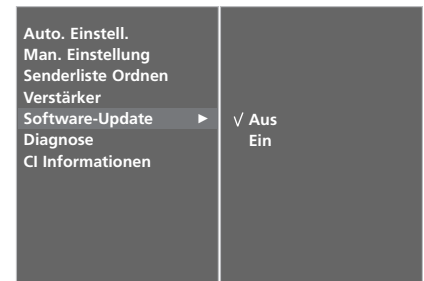 Auto. Einstell.
Man. Einstellung
Senderliste Ordnen
Verstärker
Software-Update ►
Diagnose
CI Informationen
√ Aus
Ein